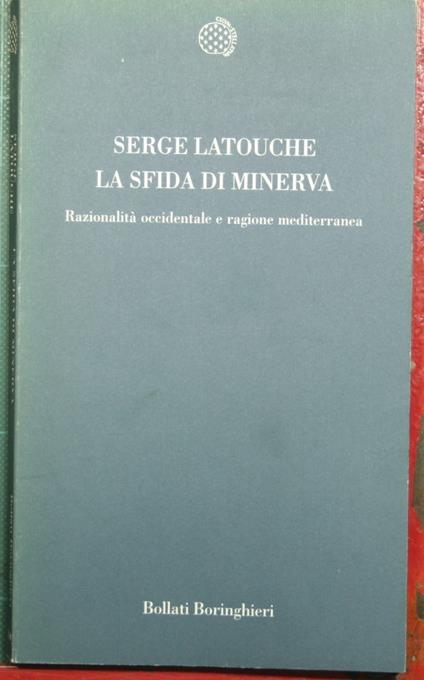 SERGE LATOUCHE
LA SFIDA DI MINERVA
Razionalità occidentale e ragione mediterranea
Bollati Boringhieri